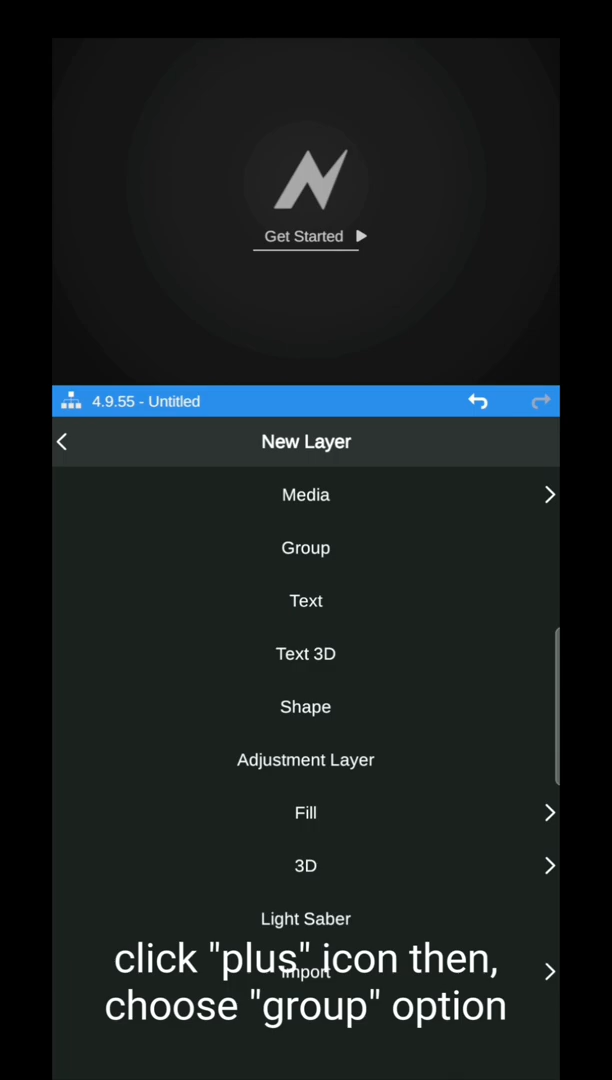 Get Started
4.9.55 - Untitled
New Layer
Media
Group
Text
Text 3D
Shape
Adjustment Layer
Fill
3D
Light Saber
Import
click "plus" icon then,
choose "group" option